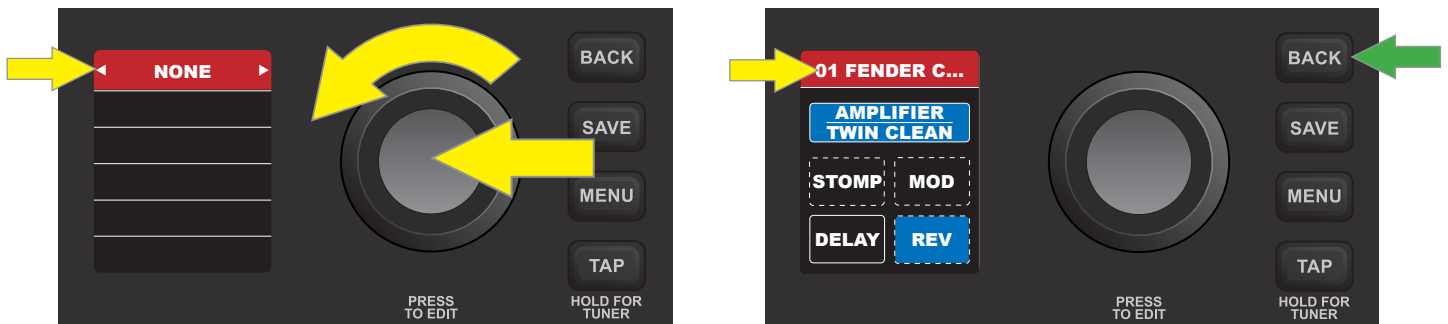 NONE
BACK
SAVE
MENU
TAP
PRESS
TO EDIT
HOLD FOR
TUNER
01 FENDER C...
AMPLIFIER
TWIN CLEAN
STOMP MOD
DELAY REV
BACK
SAVE
MENU
TAP
PRESS
TO EDIT
HOLD FOR
TUNER